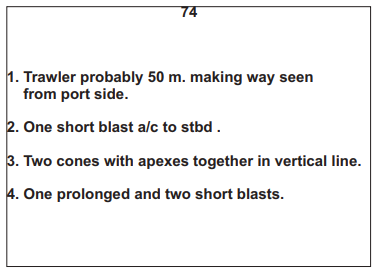 74
1. Trawler probably 50 m. making way seen
from port side.
2. One short blast a/c to stbd .
3. Two cones with apexes together in vertical line.
4. One prolonged and two short blasts.